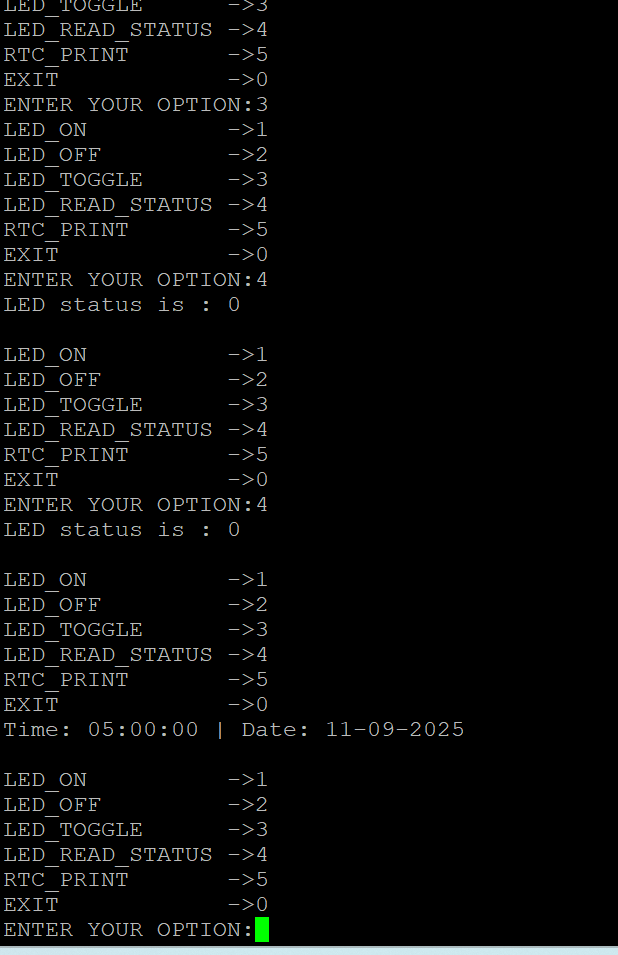 LED_TOGGLE      ->3
LED_READ_STATUS ->4
RTC_PRINT       ->5
EXIT            ->0
ENTER YOUR OPTION:3
LED_ON          ->1
LED_OFF         ->2
LED_TOGGLE      ->3
LED_READ_STATUS ->4
RTC_PRINT       ->5
EXIT            ->0
ENTER YOUR OPTION:4
LED status is : 0
LED_ON          ->1
LED_OFF         ->2
LED_TOGGLE      ->3
LED_READ_STATUS ->4
RTC_PRINT       ->5
EXIT            ->0
ENTER YOUR OPTION:4
LED status is : 0
LED_ON          ->1
LED_OFF         ->2
LED_TOGGLE      ->3
LED_READ_STATUS ->4
RTC_PRINT       ->5
EXIT            ->0
Time: 05:00:00 | Date: 11-09-2025
LED_ON          ->1
LED_OFF         ->2
LED_TOGGLE      ->3
LED_READ_STATUS ->4
RTC_PRINT       ->5
EXIT            ->0
ENTER YOUR OPTION: